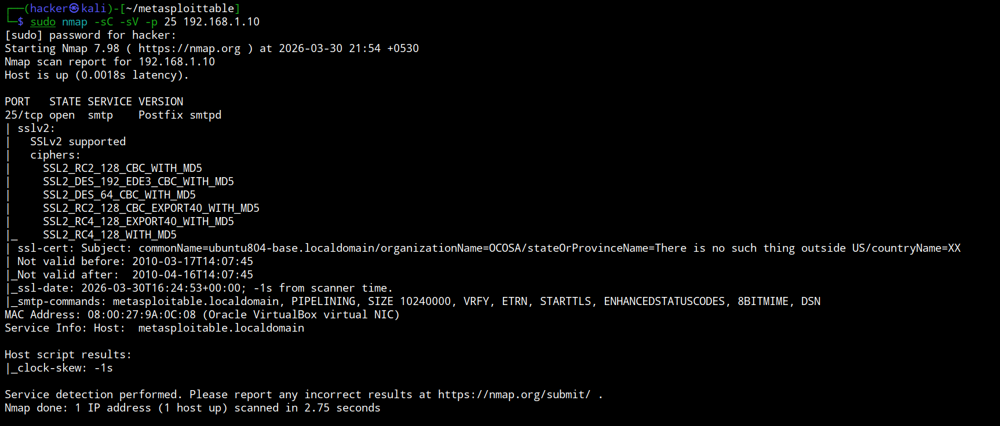 ┌──(hacker㉿kali)-[~/metasploittable]
└─$ sudo nmap -sC -sV -p 25 192.168.1.10
[sudo] password for hacker:
Starting Nmap 7.98 ( https://nmap.org ) at 2026-03-30 21:54 +0530
Nmap scan report for 192.168.1.10
Host is up (0.0018s latency).

PORT   STATE SERVICE VERSION
25/tcp open  smtp    Postfix smtpd
| sslv2:
|   SSLv2 supported
|   ciphers:
|     SSL2_RC2_128_CBC_WITH_MD5
|     SSL2_DES_192_EDE3_CBC_WITH_MD5
|     SSL2_DES_64_CBC_WITH_MD5
|     SSL2_RC2_128_CBC_EXPORT40_WITH_MD5
|     SSL2_RC4_128_EXPORT40_WITH_MD5
|_    SSL2_RC4_128_WITH_MD5
| ssl-cert: Subject: commonName=ubuntu804-base.localdomain/organizationName=OCOSA/stateOrProvinceName=There is no such thing outside US/countryName=XX
| Not valid before: 2010-03-17T14:07:45
|_Not valid after:  2010-04-16T14:07:45
|_ssl-date: 2026-03-30T16:24:53+00:00; -1s from scanner time.
|_smtp-commands: metasploitable.localdomain, PIPELINING, SIZE 10240000, VRFY, ETRN, STARTTLS, ENHANCEDSTATUSCODES, 8BITMIME, DSN
MAC Address: 08:00:27:9A:0C:08 (Oracle VirtualBox virtual NIC)
Service Info: Host:  metasploitable.localdomain

Host script results:
|_clock-skew: -1s

Service detection performed. Please report any incorrect results at https://nmap.org/submit/ .
Nmap done: 1 IP address (1 host up) scanned in 2.75 seconds